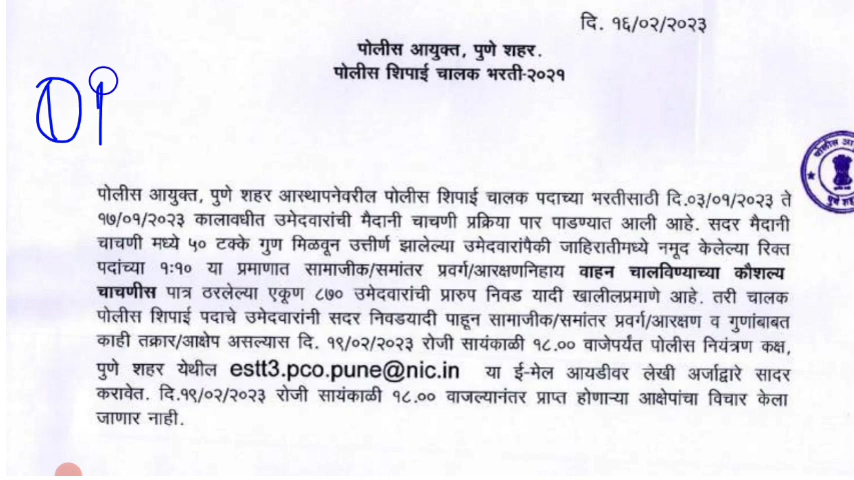 दि. १६/०२/२०२३
पोलीस आयुक्त, पुणे शहर.
पोलीस शिपाई चालक भरती-२०२१
पोलीस आयुक्त, पुणे शहर आस्थापनेवरील पोलीस शिपाई चालक पदाच्या भरतीसाठी दि.०३/०१/२०२३ ते
१७/०१/२०२३ कालावधीत उमेदवारांची मैदानी चाचणी प्रक्रिया पार पाडण्यात आली आहे. सदर मैदानी
चाचणी मध्ये ५० टक्के गुण मिळवून उत्तीर्ण झालेल्या उमेदवारांपैकी जाहिरातीमध्ये नमूद केलेल्या रिक्त
पदांच्या १:१० या प्रमाणात सामाजीक/समांतर प्रवर्ग/आरक्षणनिहाय वाहन चालविण्याच्या कौशल्य
चाचणीस पात्र ठरलेल्या एकूण ८७० उमेदवारांची प्रारुप निवड यादी खालीलप्रमाणे आहे. तरी चालक
पोलीस शिपाई पदाचे उमेदवारांनी सदर निवडयादी पाहून सामाजीक/समांतर प्रवर्ग/आरक्षण व गुणांबाबत
काही तक्रार/आक्षेप असल्यास दि. १९/०२/२०२३ रोजी सायंकाळी १८.०० वाजेपर्यंत पोलीस नियंत्रण कक्ष,
पुणे शहर येथील estt3.pco.pune@nic.in या ई-मेल आयडीवर लेखी अर्जाद्वारे सादर
करावेत. दि.१९/०२/२०२३ रोजी सायंकाळी १८.०० वाजल्यानंतर प्राप्त होणाऱ्या आक्षेपांचा विचार केला
जाणार नाही.